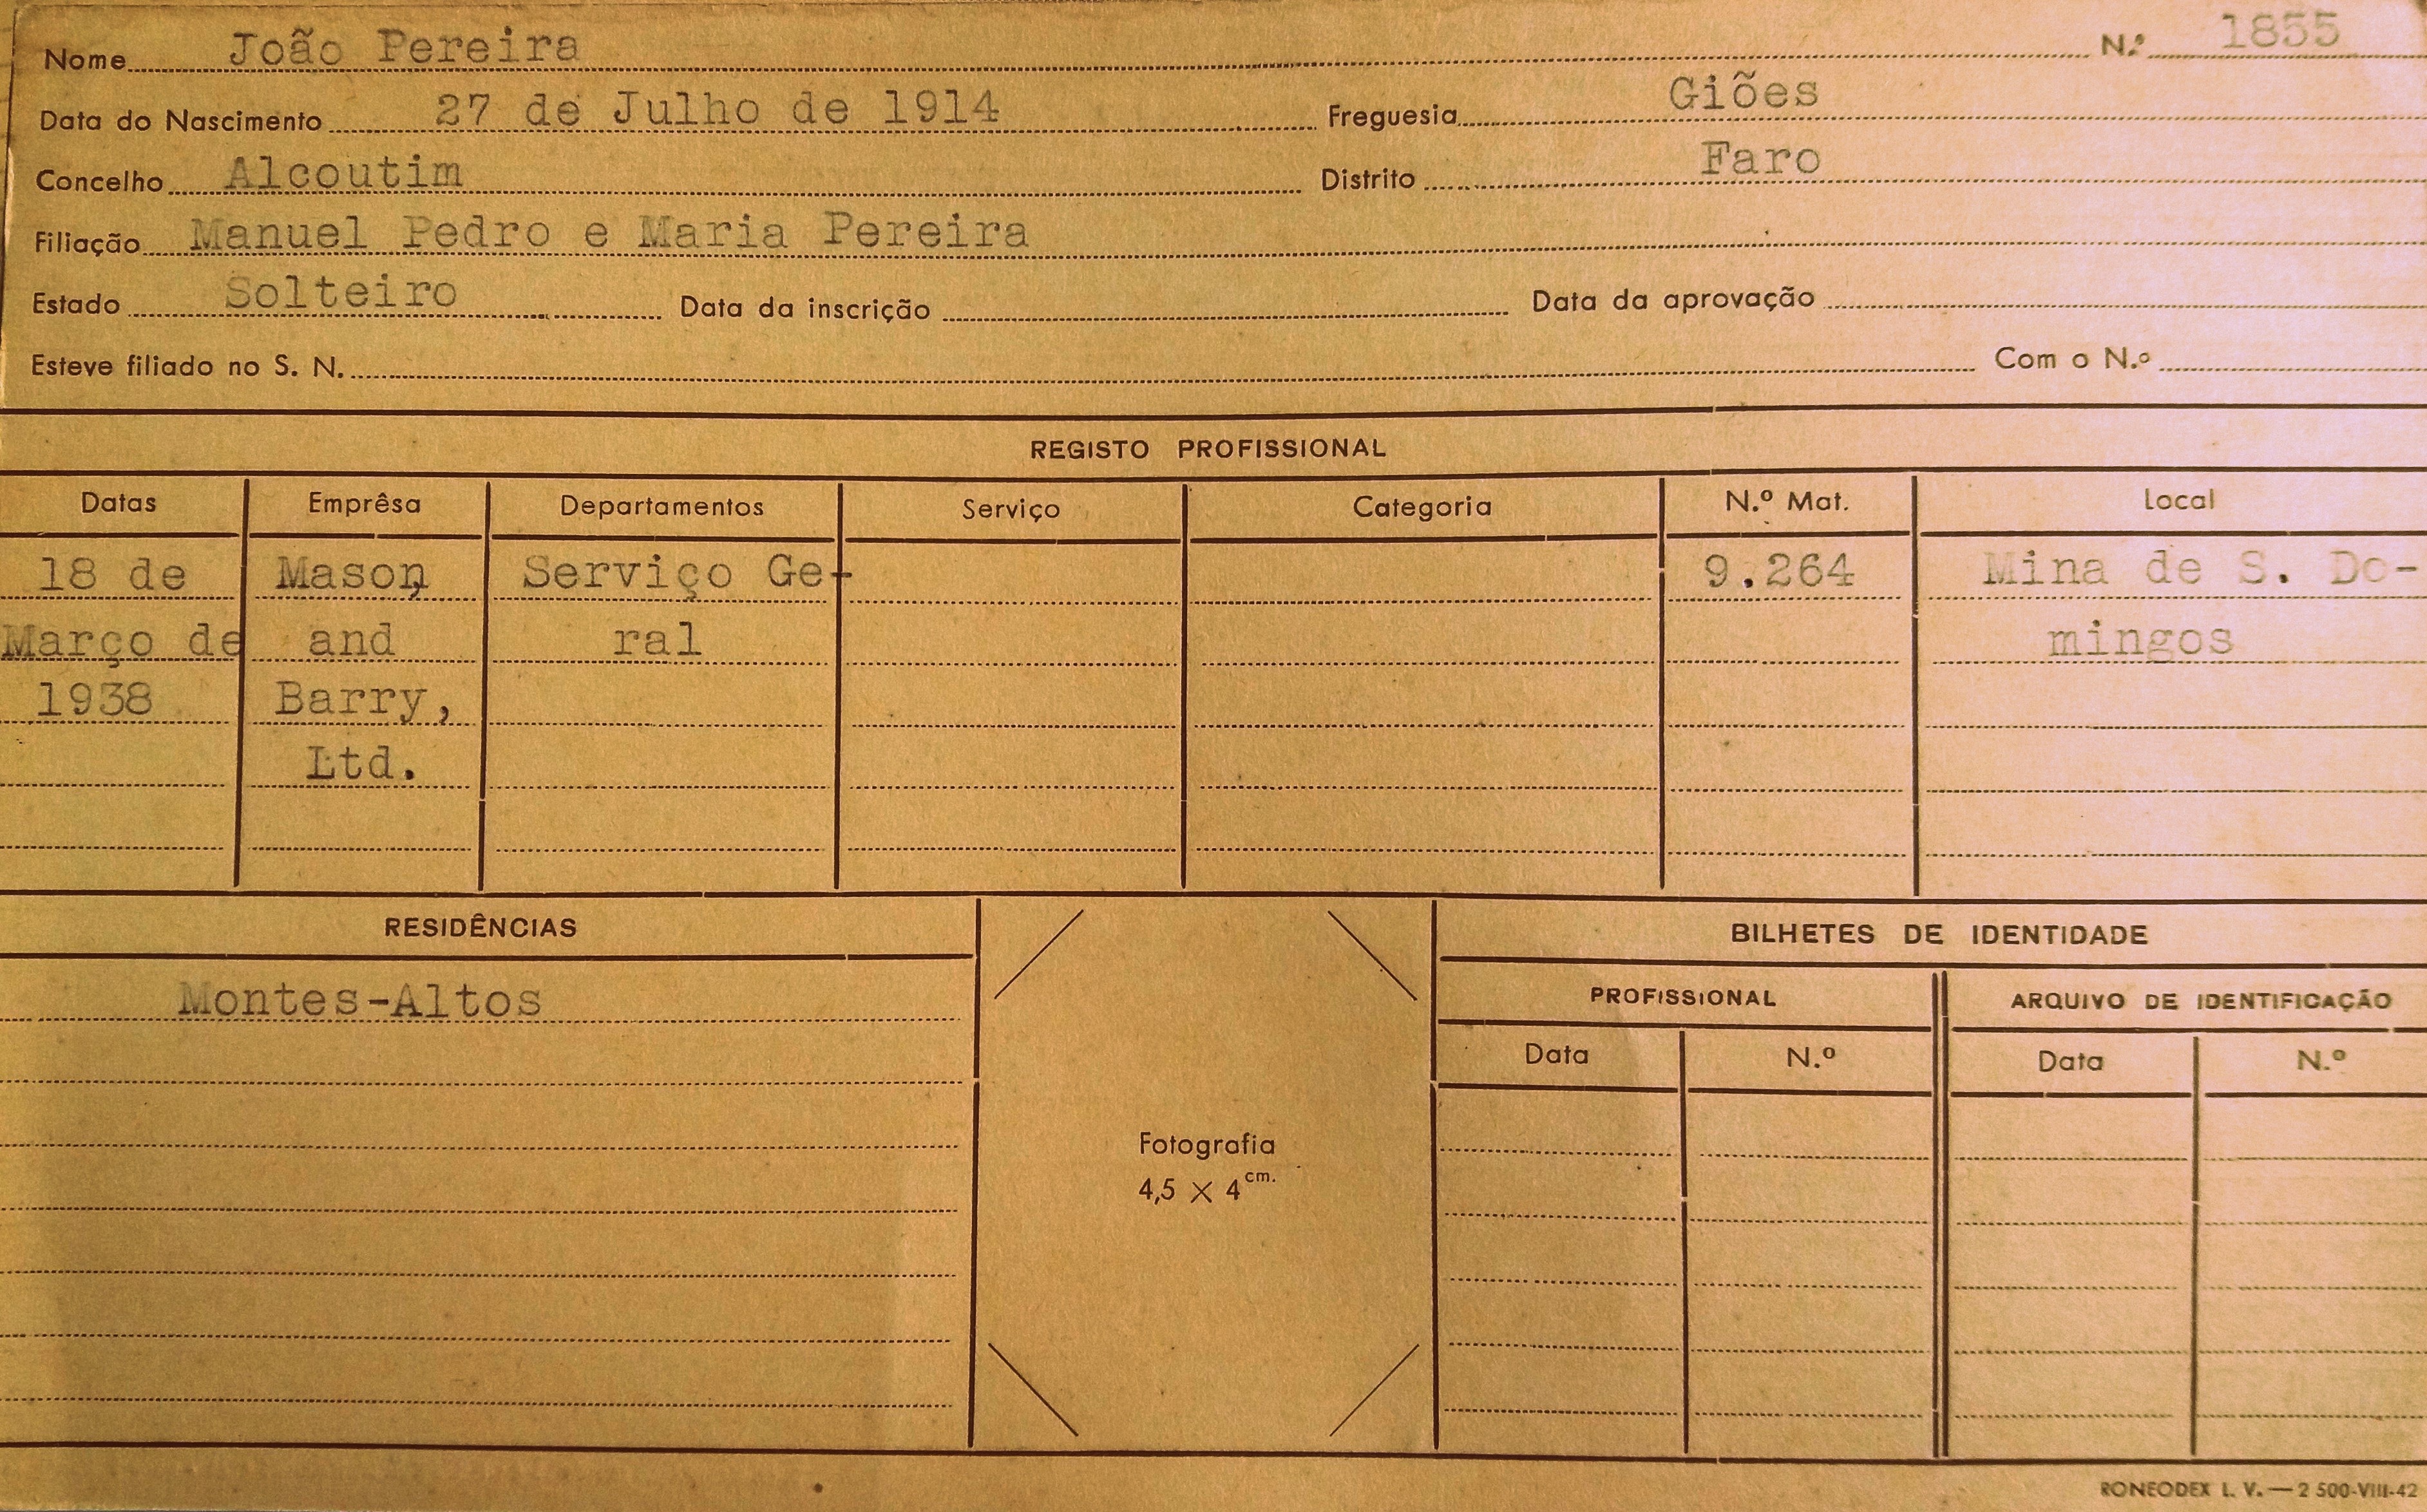 Nome João Pereira N.º 1855
Data do Nascimento 27 de Julho de 1914 Freguesia Giões
Concelho Alcoutim Distrito Faro
Filiação Manuel Pedro e Maria Pereira
Estado Solteiro Data da inscrição Data da aprovação
Esteve filiado no S. N. Com o N.º
REGISTO PROFISSIONAL
Datas Emprêsa Departamentos Serviço Categoria N.º Mat. Local
18 de Mason, Serviço Ge- 9.264 Mina de S. Do-
Março de and ral mingos
1938 Barry,
Ltd.
RESIDÊNCIAS BILHETES DE IDENTIDADE
Montes-Altos PROFISSIONAL ARQUIVO DE IDENTIFICAÇÃO
Data N.º Data N.º
Fotografia
4,5 × 4 cm.
RONEODEX L. V. — 2 500-VIII-42